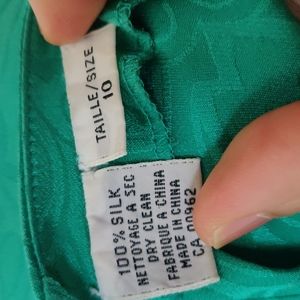 TAILLE/SIZE
10
100% SILK
NETTOYAGE A SEC
DRY CLEAN
FABRIQUE A CHINA
MADE IN CHINA
CA 00962